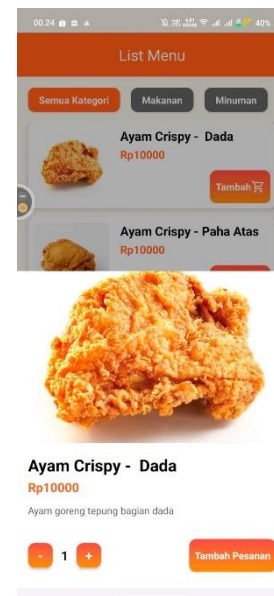 00.24
40%
List Menu
Semua Kategori
Makanan
Minuman
Ayam Crispy - Dada
Rp10000
Tambah
Ayam Crispy - Paha Atas
Rp10000
Ayam Crispy - Dada
Rp10000
Ayam goreng tepung bagian dada
- 1 +
Tambah Pesanan